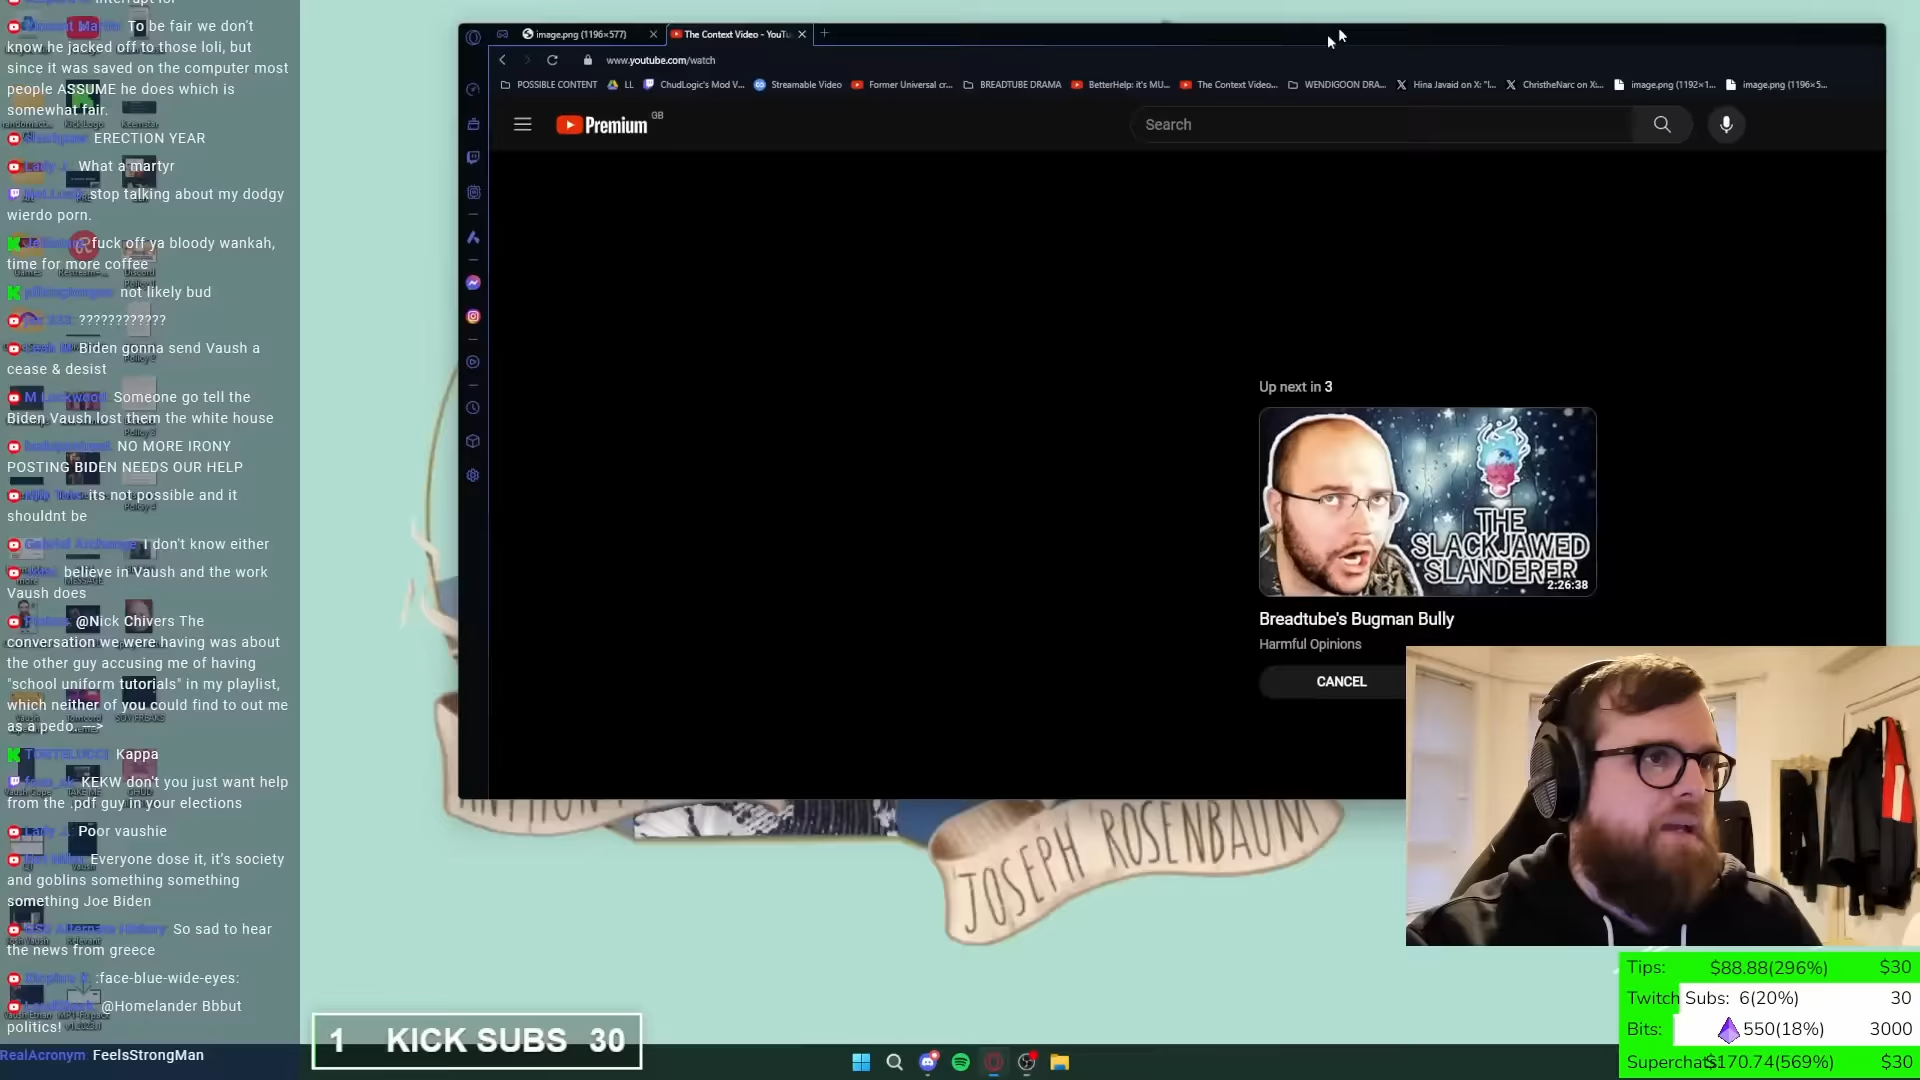 To be fair we don't
know he jacked off to those loli, but
since it was saved on the computer most
people ASSUME he does which is
somewhat fair.
ERECTION YEAR
What a martyr
stop talking about my dodgy
wierdo porn.
fuck off ya bloody wankah,
time for more coffee
not likely bud
????????????
Biden gonna send Vaush a
cease & desist
M Lockwood Someone go tell the
Biden Vaush lost them the white house
NO MORE IRONY
POSTING BIDEN NEEDS OUR HELP
its not possible and it
shouldnt be
I don't know either
believe in Vaush and the work
Vaush does
@Nick Chivers The
conversation we were having was about
the other guy accusing me of having
"school uniform tutorials" in my playlist,
which neither of you could find to out me
as a pedo. --->
Kappa
KEKW don't you just want help
from the .pdf guy in your elections
Poor vaushie
Everyone dose it, it's society
and goblins something something
something Joe Biden
So sad to hear
the news from greece
:face-blue-wide-eyes:
@Homelander Bbbut
politics!
RealAcronym FeelsStrongMan
image.png (1196×577)
The Context Video - YouTu
www.youtube.com/watch
POSSIBLE CONTENT
LL
ChudLogic's Mod V...
Streamable Video
Former Universal cr...
BREADTUBE DRAMA
BetterHelp: it's MU...
The Context Video...
WENDIGOON DRA...
Hina Javaid on X: "I...
ChristheNarc on X:...
image.png (1192×1...
image.png (1196×5...
Premium GB
Search
Up next in 3
THE
SLACKJAWED
SLANDERER
2:26:38
Breadtube's Bugman Bully
Harmful Opinions
CANCEL
JOSEPH ROSENBAUM
1 KICK SUBS 30
Tips: $88.88(296%) $30
Twitch Subs: 6(20%) 30
Bits: 550(18%) 3000
Superchats $170.74(569%) $30